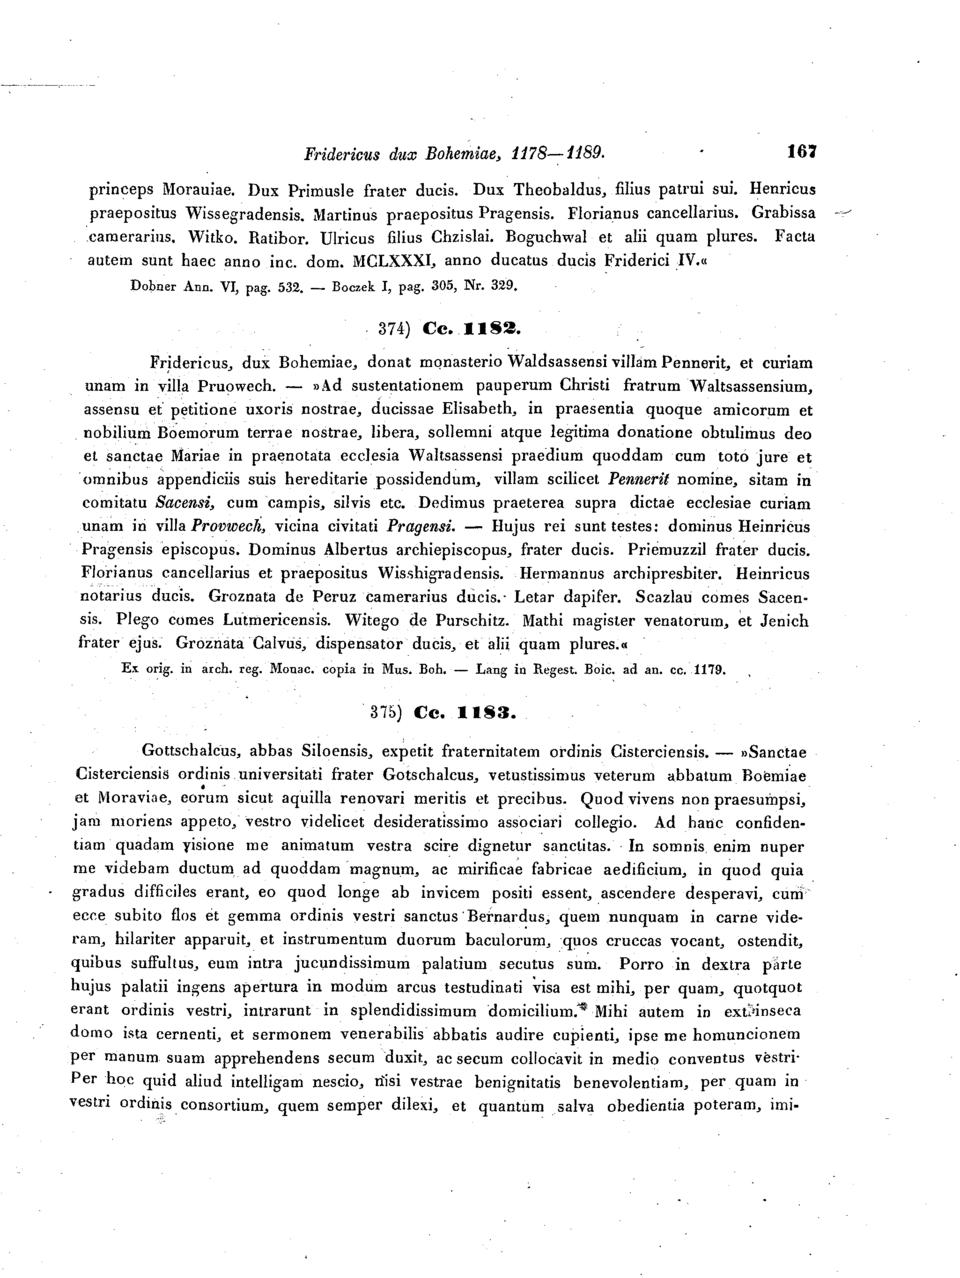 Fridericus dux Bohemiae, 1178—1189. 167
princeps Morauiae. Dux Primusle frater ducis. Dux Theobaldus, filius patrui sui. Henricus
praepositus Wissegradensis. Martinus praepositus Pragensis. Florianus cancellarius. Grabissa
camerarius. Witko. Ratibor. Ulricus filius Chzislai. Boguchwal et alii quam plures. Facta
autem sunt haec anno inc. dom. MCLXXXI, anno ducatus ducis Friderici IV.«
Dobner Ann. VI, pag. 532. — Boczek I, pag. 305, Nr. 329.
374) Cc. 1182.
Fridericus, dux Bohemiae, donat monasterio Waldsassensi villam Pennerit, et curiam
unam in villa Pruowech. — »Ad sustentationem pauperum Christi fratrum Waltsassensium,
assensu et petitione uxoris nostrae, ducissae Elisabeth, in praesentia quoque amicorum et
nobilium Boemorum terrae nostrae, libera, sollemni atque legitima donatione obtulimus deo
et sanctae Mariae in praenotata ecclesia Waltsassensi praedium quoddam cum toto jure et
omnibus appendiciis suis hereditarie possidendum, villam scilicet Pennerit nomine, sitam in
comitatu Sacensi, cum campis, silvis etc. Dedimus praeterea supra dictae ecclesiae curiam
unam in villa Provwech, vicina civitati Pragensi. — Hujus rei sunt testes: dominus Heinricus
Pragensis episcopus. Dominus Albertus archiepiscopus, frater ducis. Priemuzzil frater ducis.
Florianus cancellarius et praepositus Wisshigradensis. Hermannus archipresbiter. Heinricus
notarius ducis. Groznata de Peruz camerarius ducis. Letar dapifer. Scazlau comes Sacen-
sis. Plego comes Lutmericensis. Witego de Purschitz. Mathi magister venatorum, et Jenich
frater ejus. Groznata Calvus, dispensator ducis, et alii quam plures.«
Ex orig. in arch. reg. Monac. copia in Mus. Boh. — Lang in Regest. Boic. ad an. cc. 1179.
375) Cc. 1183.
Gottschalcus, abbas Siloensis, expetit fraternitatem ordinis Cisterciensis. — »Sanctae
Cisterciensis ordinis universitati frater Gotschalcus, vetustissimus veterum abbatum Boemiae
et Moraviae, eorum sicut aquilla renovari meritis et precibus. Quod vivens non praesumpsi,
jam moriens appeto, vestro videlicet desideratissimo associari collegio. Ad hanc confiden-
tiam quadam visione me animatum vestra scire dignetur sanctitas. In somnis enim nuper
me videbam ductum ad quoddam magnum, ac mirificae fabricae aedificium, in quod quia
gradus difficiles erant, eo quod longe ab invicem positi essent, ascendere desperavi, cum
ecce subito flos et gemma ordinis vestri sanctus Bernardus, quem nunquam in carne vide-
ram, hilariter apparuit, et instrumentum duorum baculorum, quos cruccas vocant, ostendit,
quibus suffultus, eum intra jucundissimum palatium secutus sum. Porro in dextra parte
hujus palatii ingens apertura in modum arcus testudinati visa est mihi, per quam, quotquot
erant ordinis vestri, intrarunt in splendidissimum domicilium. Mihi autem in extrinseca
domo ista cernenti, et sermonem venerabilis abbatis audire cupienti, ipse me homuncionem
per manum suam apprehendens secum duxit, ac secum collocavit in medio conventus vestri.
Per hoc quid aliud intelligam nescio, nisi vestrae benignitatis benevolentiam, per quam in
vestri ordinis consortium, quem semper dilexi, et quantum salva obedientia poteram, imi-